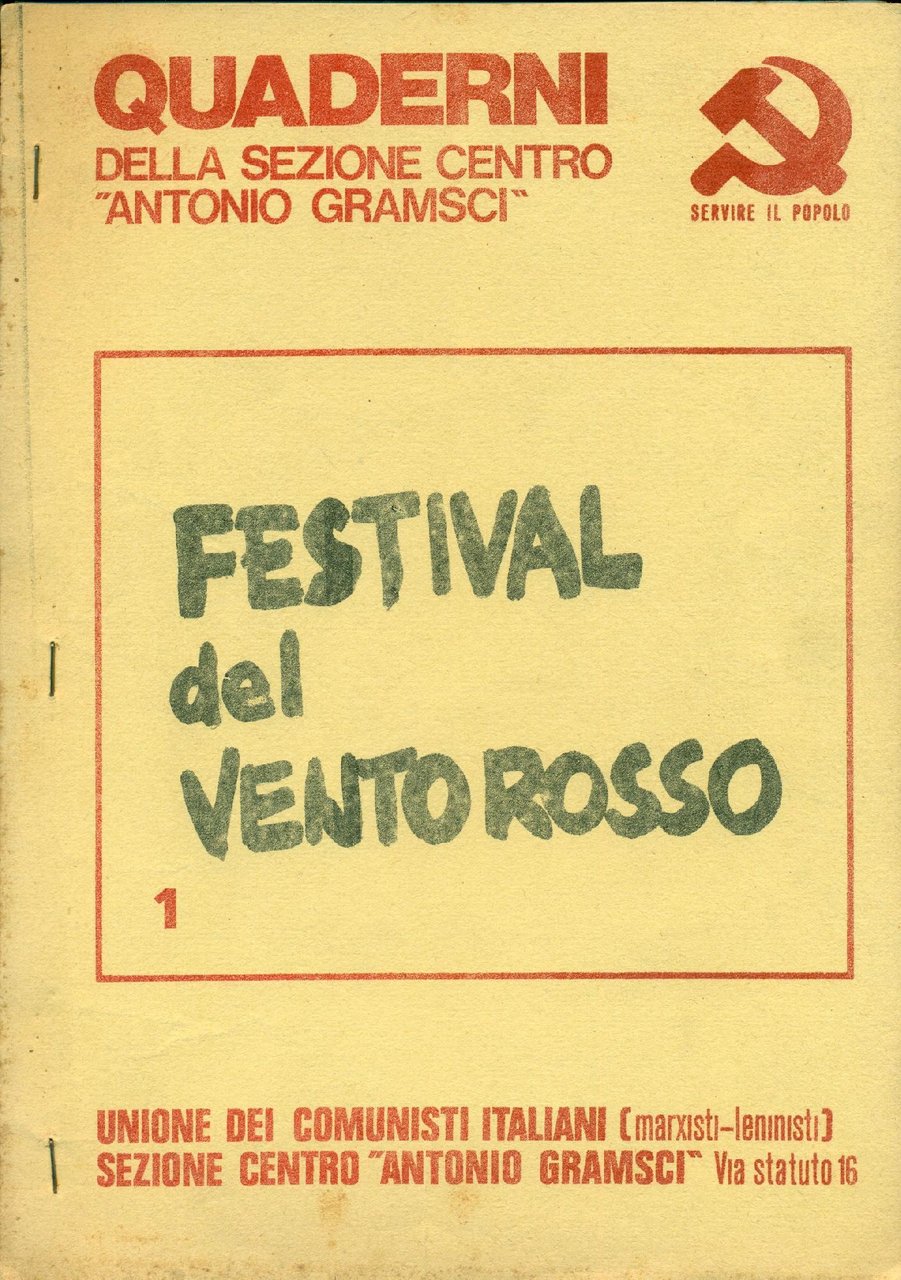 QUADERNI
DELLA SEZIONE CENTRO
"ANTONIO GRAMSCI"
SERVIRE IL POPOLO
FESTIVAL
del
VENTO ROSSO
1
UNIONE DEI COMUNISTI ITALIANI (marxisti-leninisti)
SEZIONE CENTRO "ANTONIO GRAMSCI" Via statuto 16